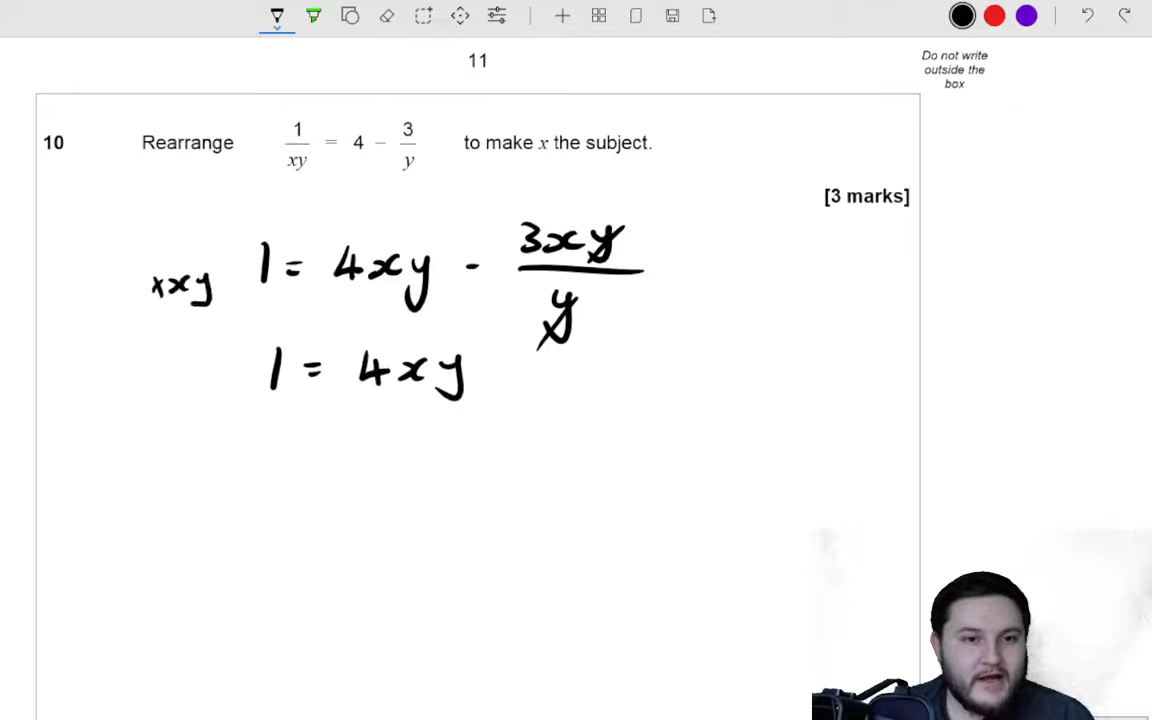 11
Do not write
outside the
box
10 Rearrange 1/xy = 4 − 3/y to make x the subject.
[3 marks]
×xy 1 = 4xy - 3xy/y
1 = 4xy